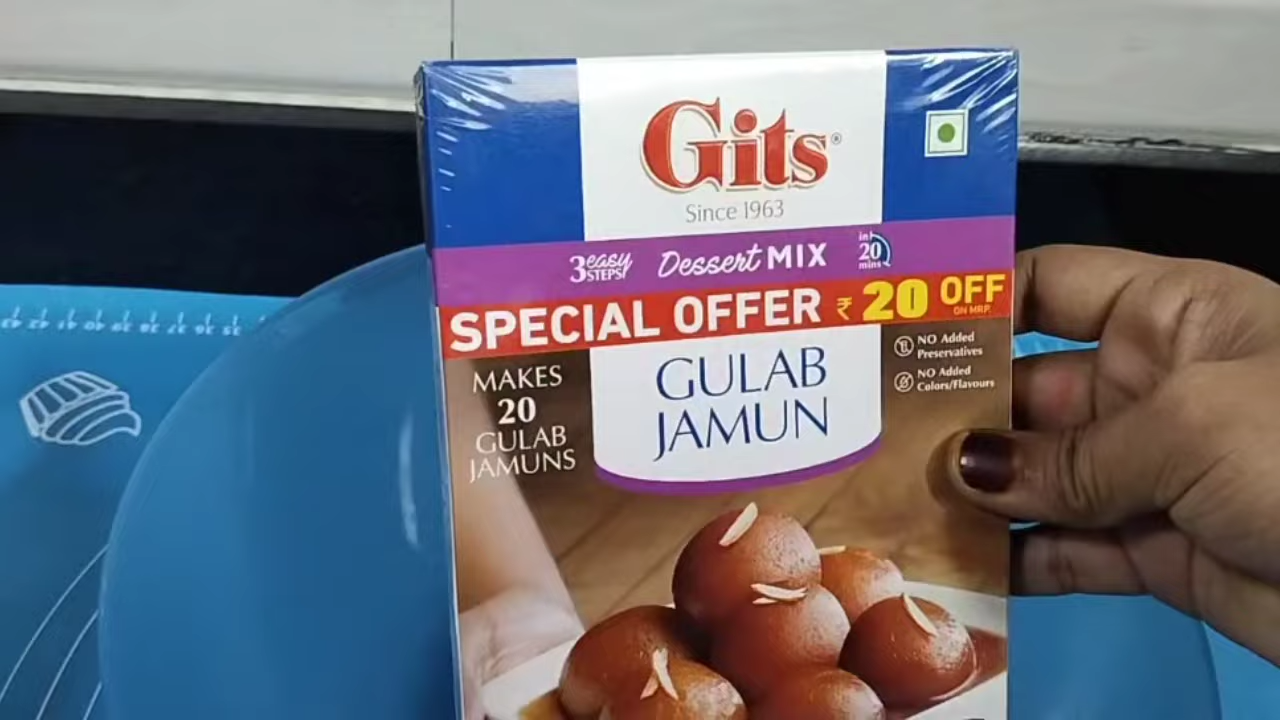 Gits®
Since 1963
3 easy STEPS! Dessert MIX in 20 mins
SPECIAL OFFER ₹ 20 OFF
ON MRP.
MAKES
20
GULAB
JAMUNS
GULAB
JAMUN
NO Added
Preservatives
NO Added
Colors/Flavours